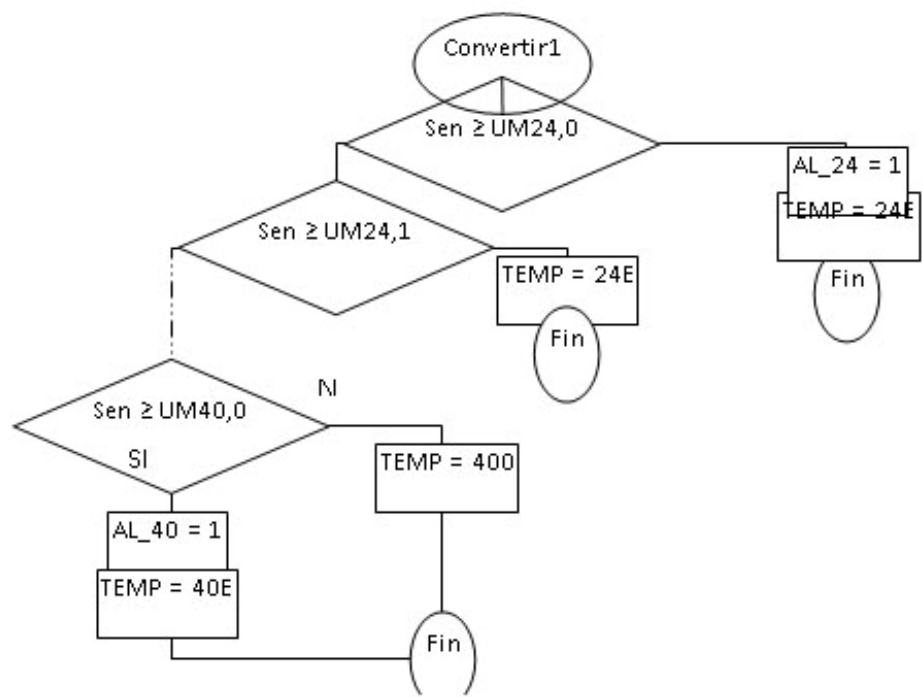 Convertir1
Sen ≥ UM24,0
AL_24 = 1
TEMP = 24E
Sen ≥ UM24,1
TEMP = 24E
Fin
Fin
Sen ≥ UM40,0
SI
TEMP = 400
AL_40 = 1
TEMP = 40E
Fin